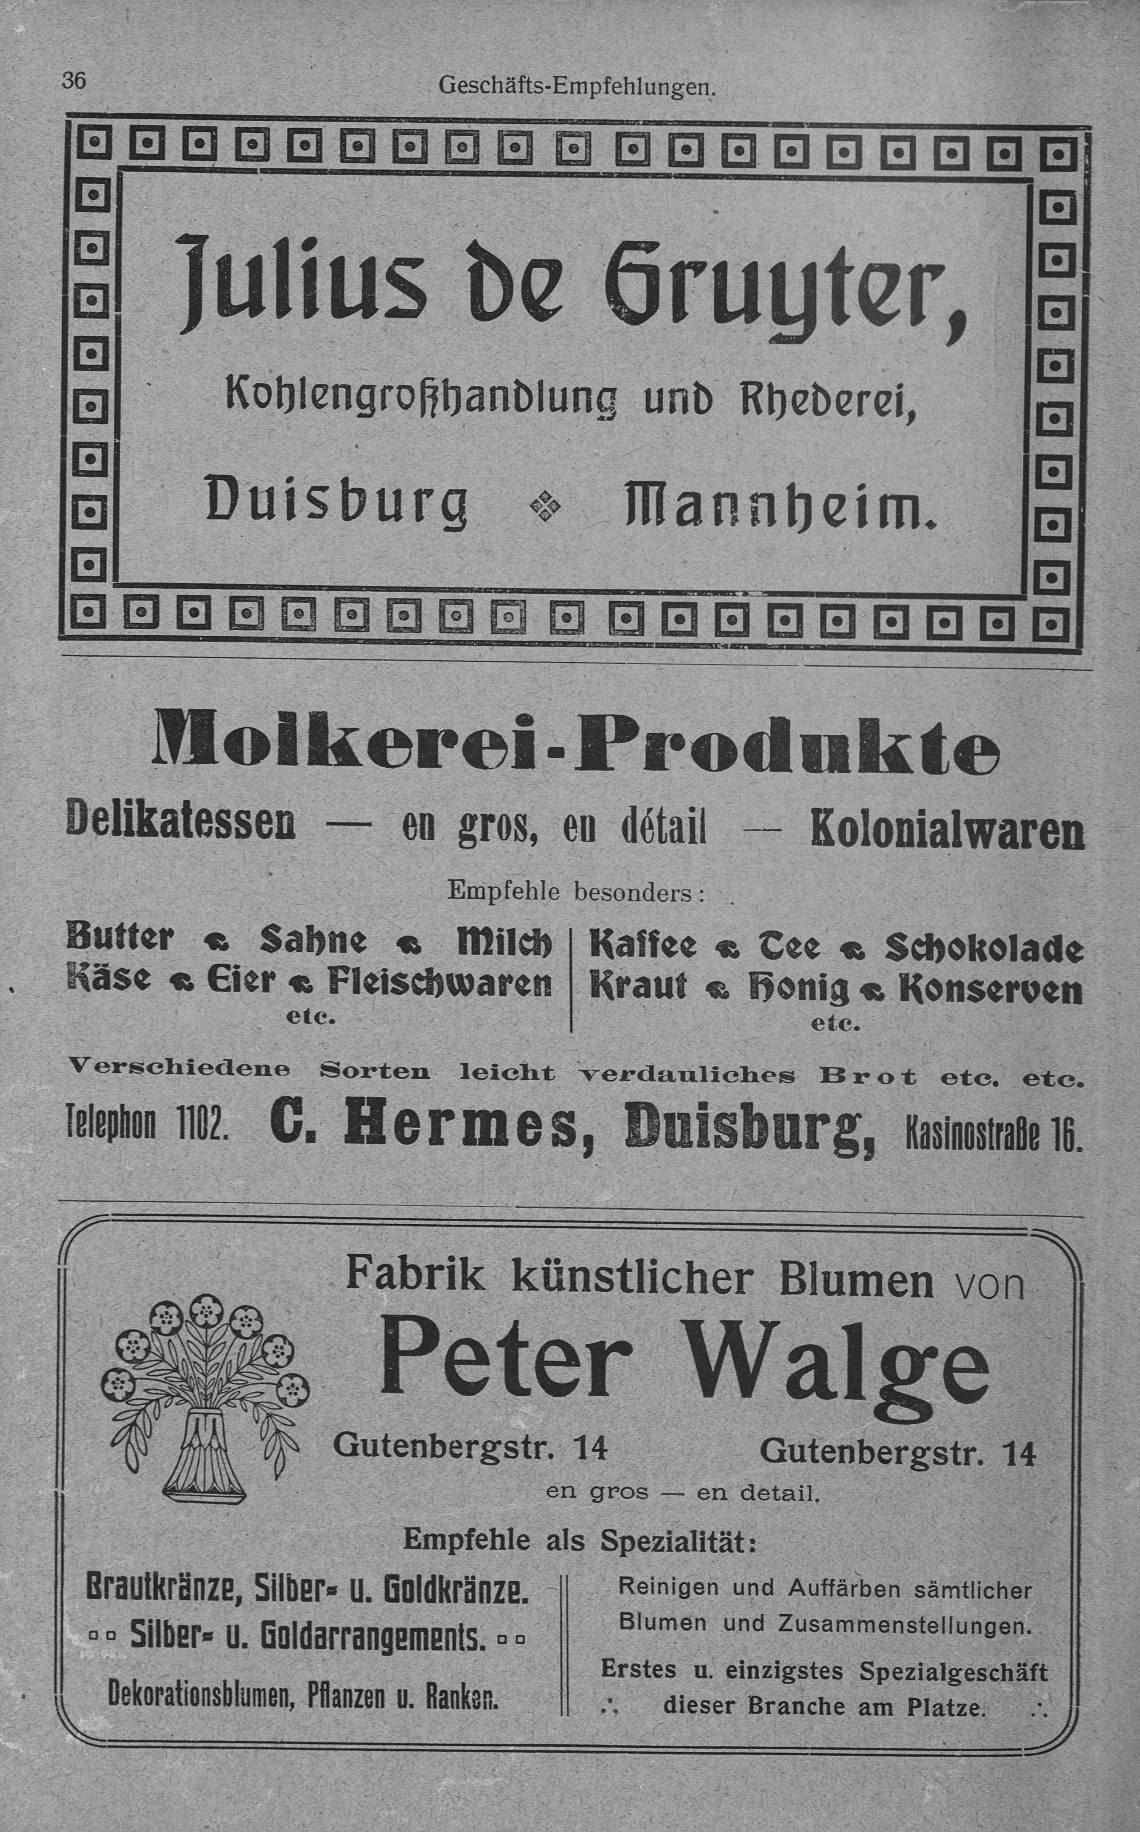 36
Geschäfts-Empfehlungen.
Julius de Gruyter,
Kohlengroßhandlung und Rhederei,
Duisburg Mannheim.
Molkerei-Produkte
Delikatessen — en gros, en détail — Kolonialwaren
Empfehle besonders:
Butter Sahne Milch
Käse Eier Fleischwaren
etc.
Kaffee Tee Schokolade
Kraut Honig Konserven
etc.
Verschiedene Sorten leicht verdauliches Brot etc. etc.
Telephon 1102. C. Hermes, Duisburg, Kasinostraße 16.
Fabrik künstlicher Blumen von
Peter Walge
Gutenbergstr. 14 Gutenbergstr. 14
en gros — en detail.
Empfehle als Spezialität:
Brautkränze, Silber- u. Goldkränze.
Silber- u. Goldarrangements.
Dekorationsblumen, Pflanzen u. Ranken.
Reinigen und Auffärben sämtlicher
Blumen und Zusammenstellungen.
Erstes u. einzigstes Spezialgeschäft
dieser Branche am Platze.